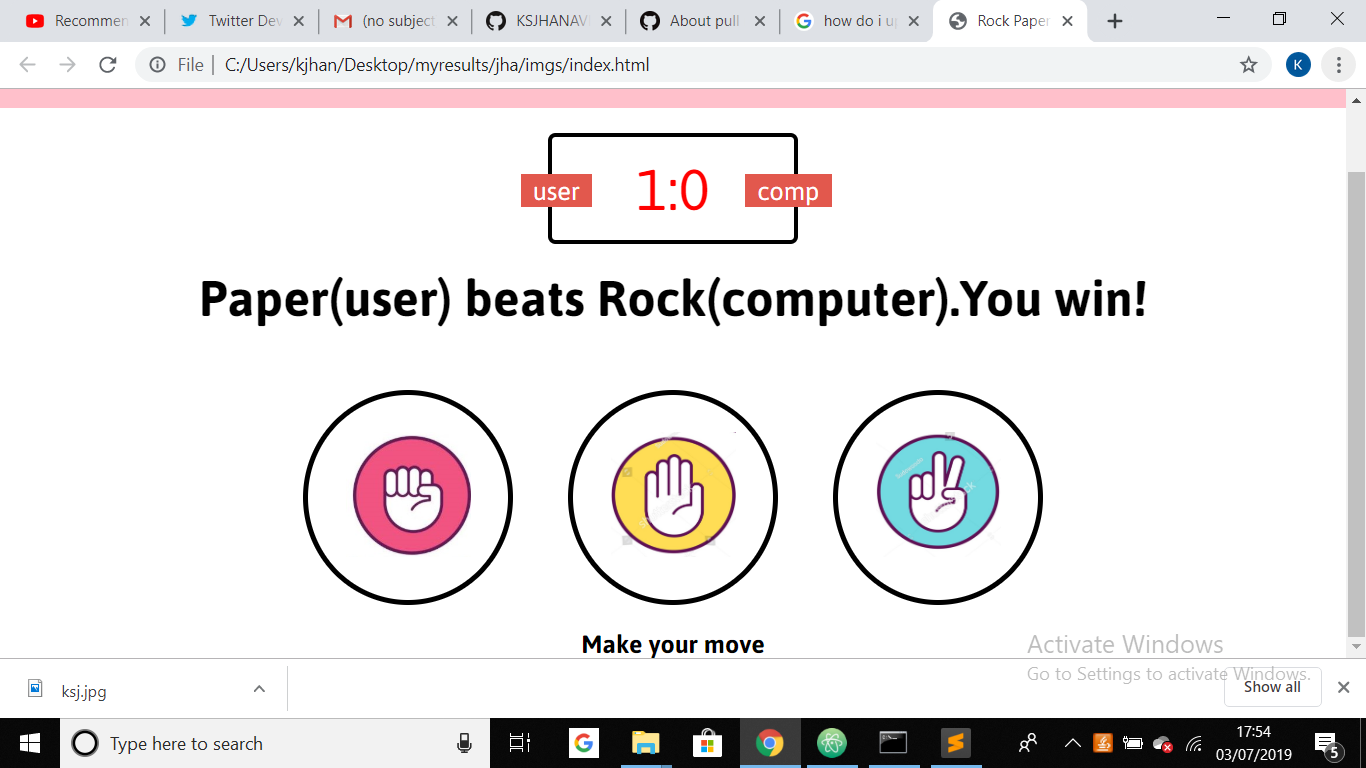 Recommen
Twitter Dev
(no subject
KSJHANAVI
About pull
how do i up
Rock Paper
File
C:/Users/kjhan/Desktop/myresults/jha/imgs/index.html
K
user
1:0
comp
Paper(user) beats Rock(computer).You win!
Make your move
Activate Windows
Go to Settings to activate Windows.
ksj.jpg
Show all
Type here to search
17:54
03/07/2019
5